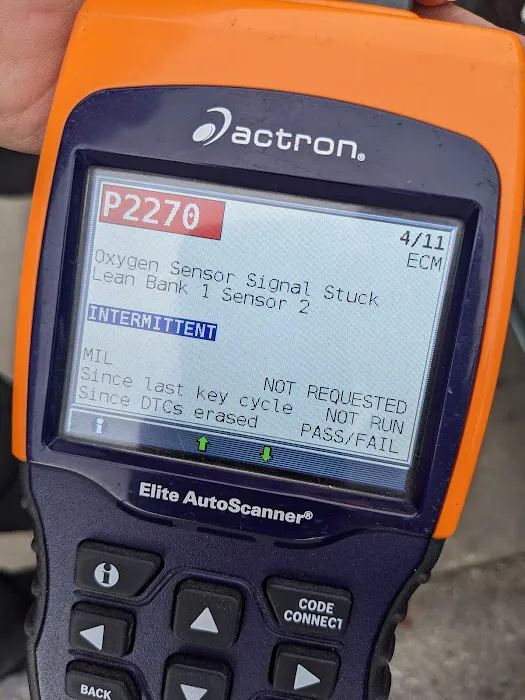 actron®
P2270
4/11
ECM
Oxygen Sensor Signal Stuck
Lean Bank 1 Sensor 2
INTERMITTENT
MIL NOT REQUESTED
Since last key cycle NOT RUN
Since DTCs erased PASS/FAIL
i
Elite AutoScanner®
i
CODE
CONNECT
BACK